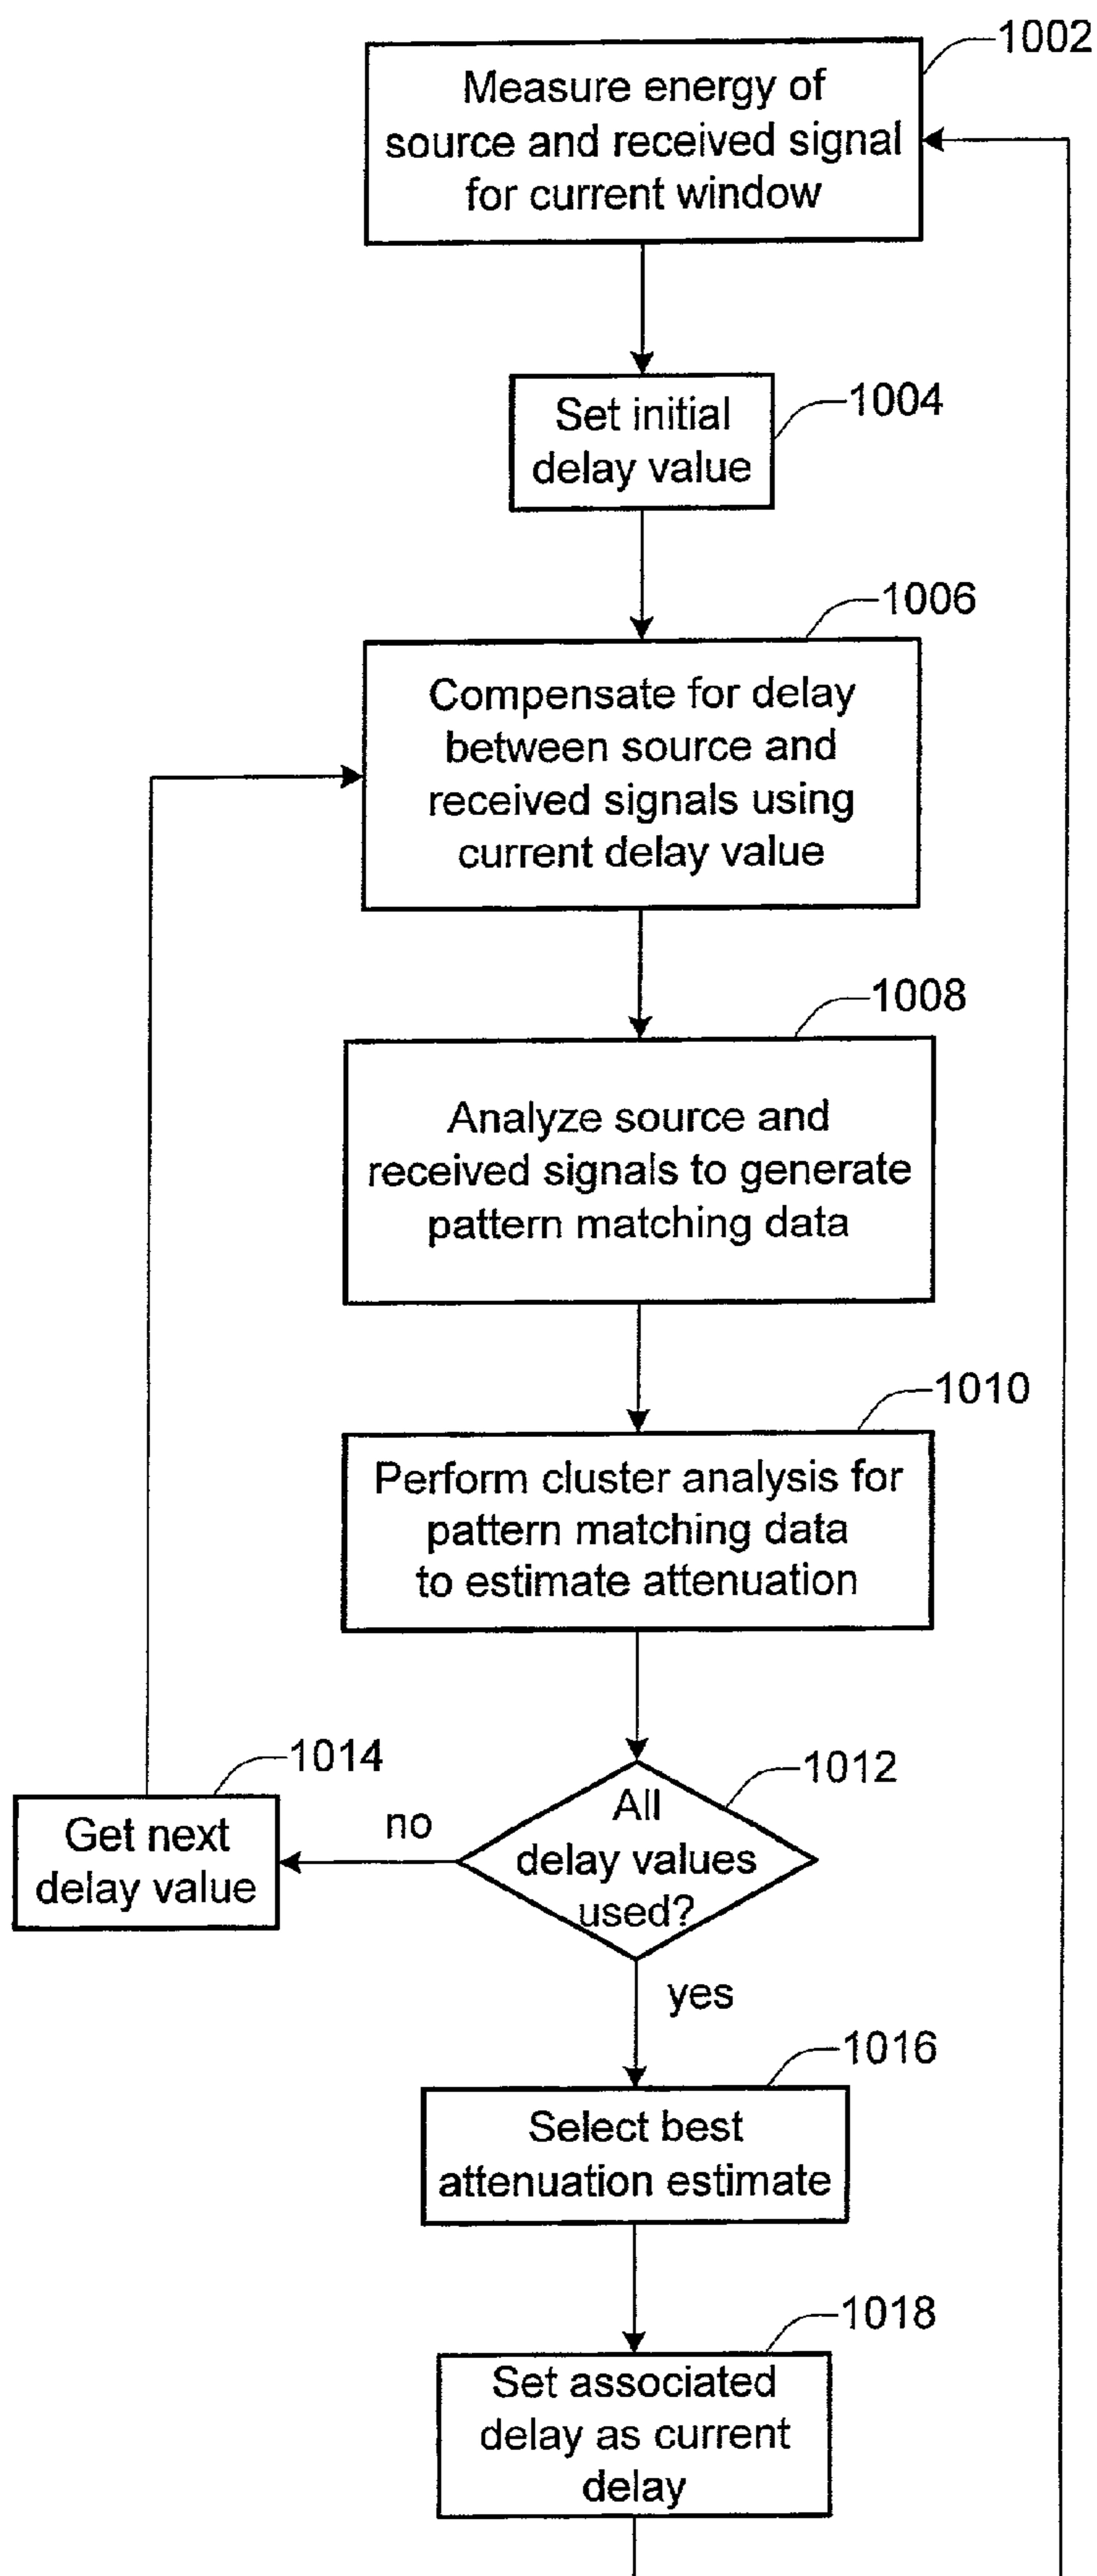 1002
Measure energy of
source and received signal
for current window
1004
Set initial
delay value
1006
Compensate for delay
between source and
received signals using
current delay value
1008
Analyze source and
received signals to generate
pattern matching data
1010
Perform cluster analysis for
pattern matching data
to estimate attenuation
1012
All
delay values
used?
no
1014
Get next
delay value
yes
1016
Select best
attenuation estimate
1018
Set associated
delay as current
delay